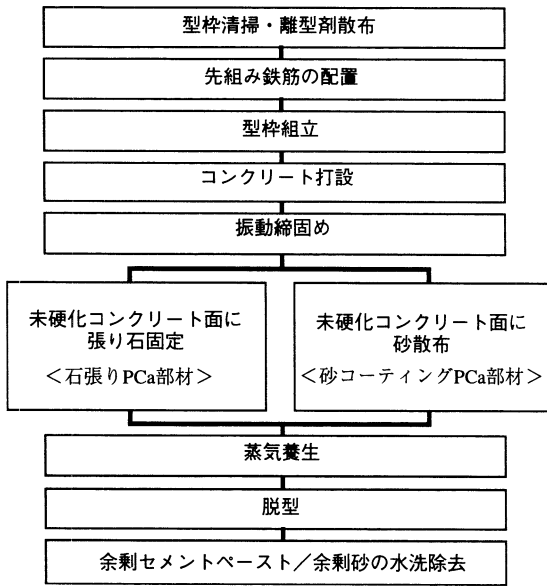 型枠清掃・離型剤散布
先組み鉄筋の配置
型枠組立
コンクリート打設
振動締固め
未硬化コンクリート面に
張り石固定
＜石張りPCa部材＞
未硬化コンクリート面に
砂散布
＜砂コーティングPCa部材＞
蒸気養生
脱型
余剰セメントペースト／余剰砂の水洗除去